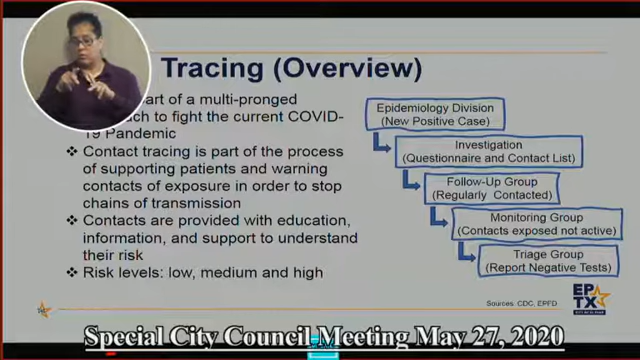 Tracing (Overview)
art of a multi-pronged
ach to fight the current COVID-
19 Pandemic
Contact tracing is part of the process
of supporting patients and warning
contacts of exposure in order to stop
chains of transmission
Contacts are provided with education,
information, and support to understand
their risk
Risk levels: low, medium and high
Epidemiology Division
(New Positive Case)
Investigation
(Questionnaire and Contact List)
Follow-Up Group
(Regularly Contacted)
Monitoring Group
(Contacts exposed not active)
Triage Group
(Report Negative Tests)
Sources: CDC, EPFD
EP
TX
Special City Council Meeting May 27, 2020